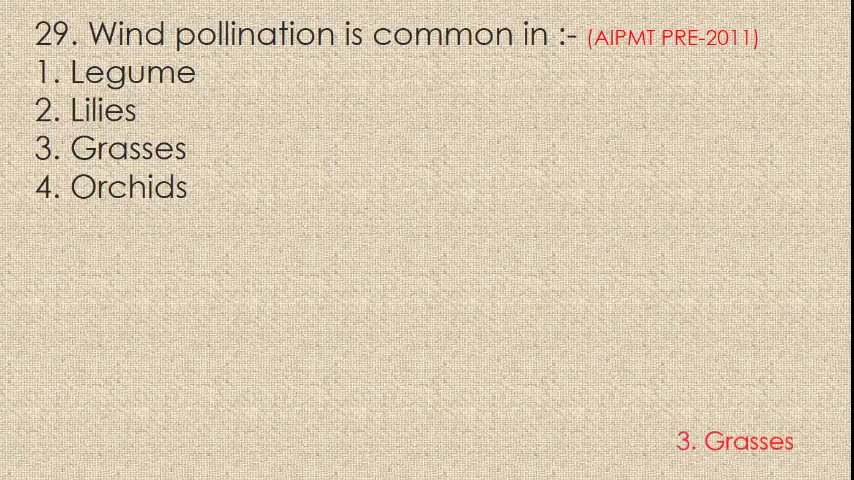 29. Wind pollination is common in :- (AIPMT PRE-2011)
1. Legume
2. Lilies
3. Grasses
4. Orchids
3. Grasses